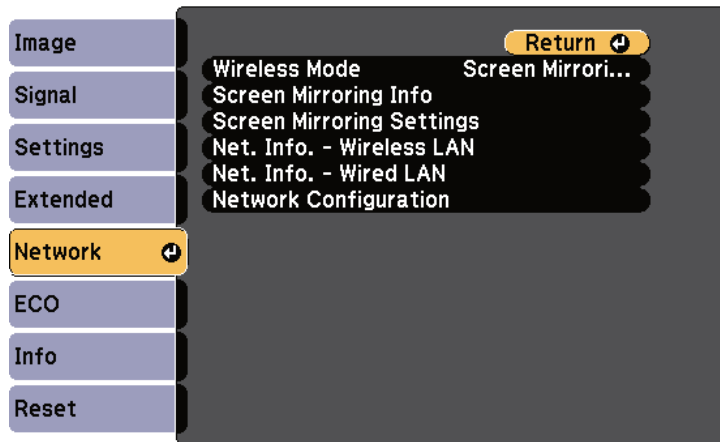 Image
Signal
Settings
Extended
Network
ECO
Info
Reset
Return
Wireless Mode Screen Mirrori...
Screen Mirroring Info
Screen Mirroring Settings
Net. Info. - Wireless LAN
Net. Info. - Wired LAN
Network Configuration